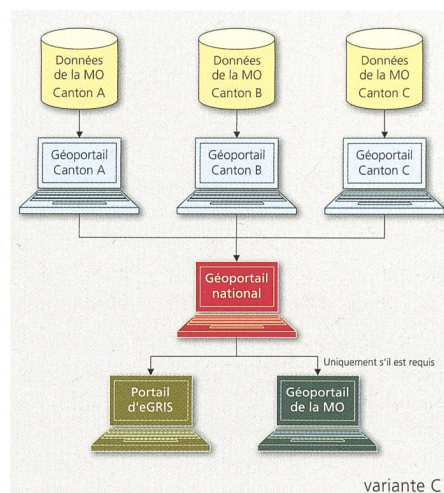 Données
de la MO
Canton A
Données
de la MO
Canton B
Données
de la MO
Canton C
Géoportail
Canton A
Géoportail
Canton B
Géoportail
Canton C
Géoportail
national
Uniquement s'il est requis
Portail
d'eGRIS
Géoportail
de la MO
variante C